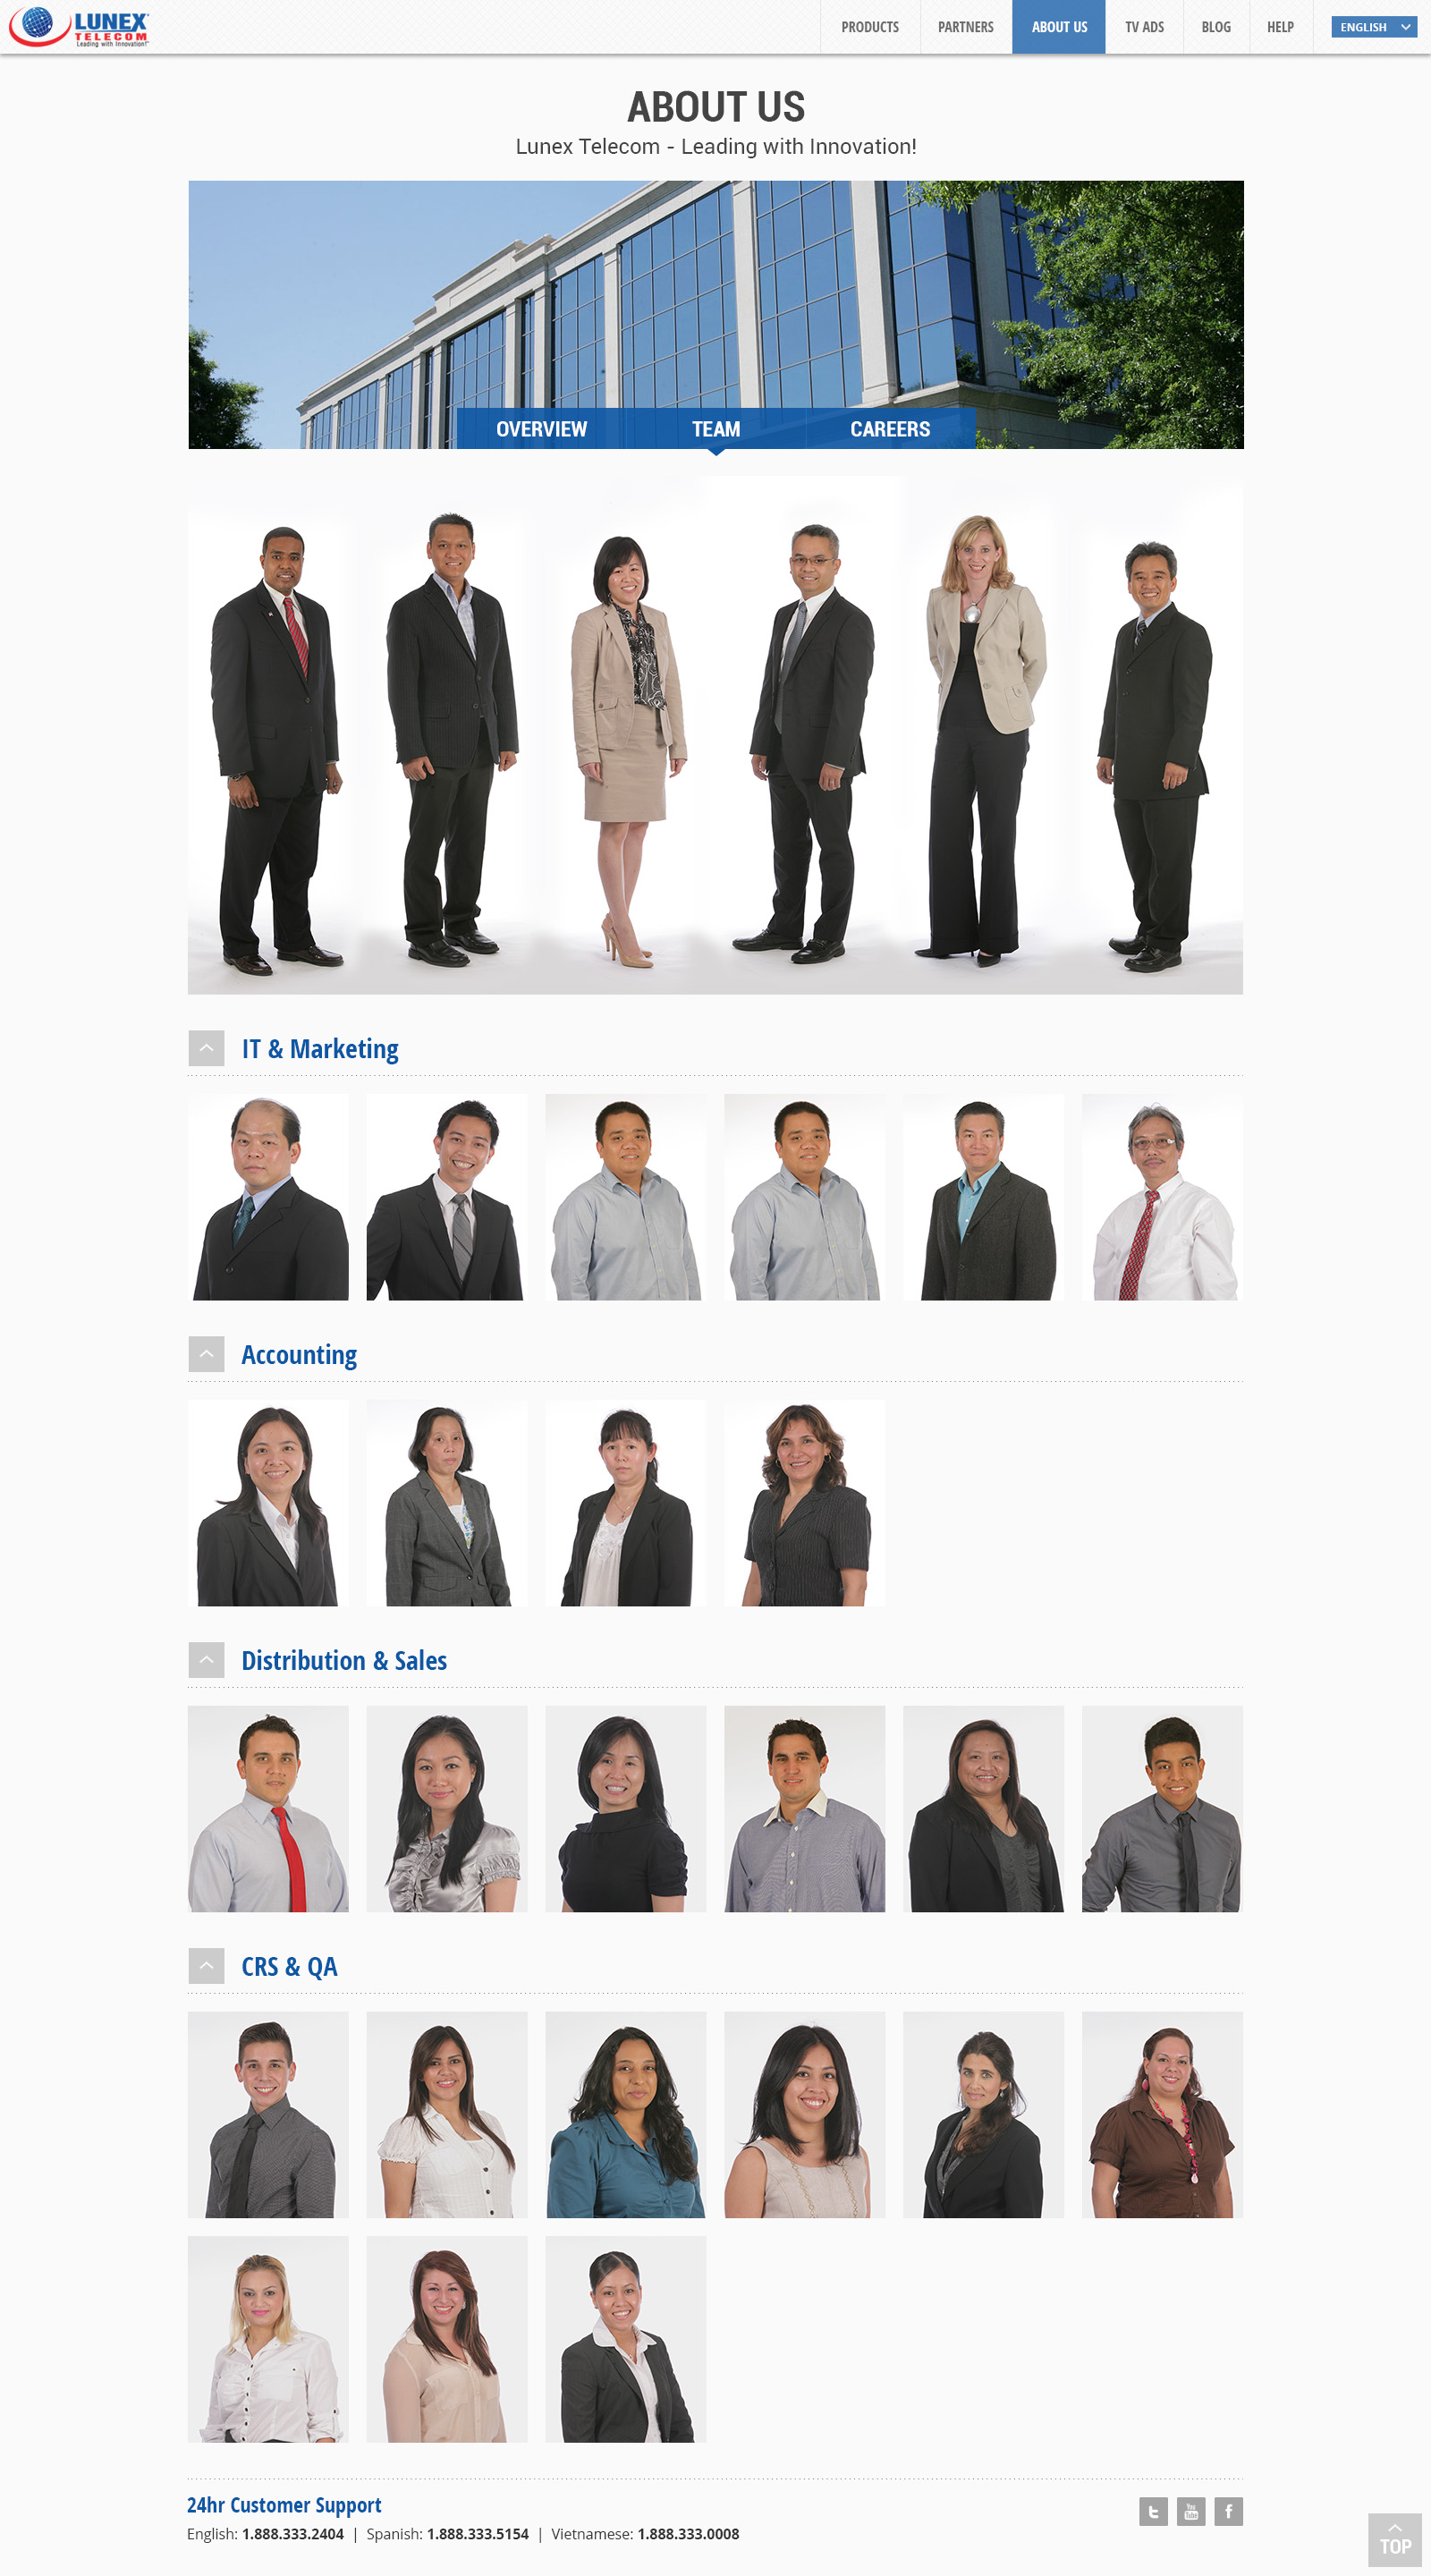 LUNEX
TELECOM
Leading with Innovation!
PRODUCTS
PARTNERS
ABOUT US
TV ADS
BLOG
HELP
ENGLISH
ABOUT US
Lunex Telecom - Leading with Innovation!
OVERVIEW
TEAM
CAREERS
IT & Marketing
Accounting
Distribution & Sales
CRS & QA
24hr Customer Support
English: 1.888.333.2404 | Spanish: 1.888.333.5154 | Vietnamese: 1.888.333.0008
You
Tube
TOP